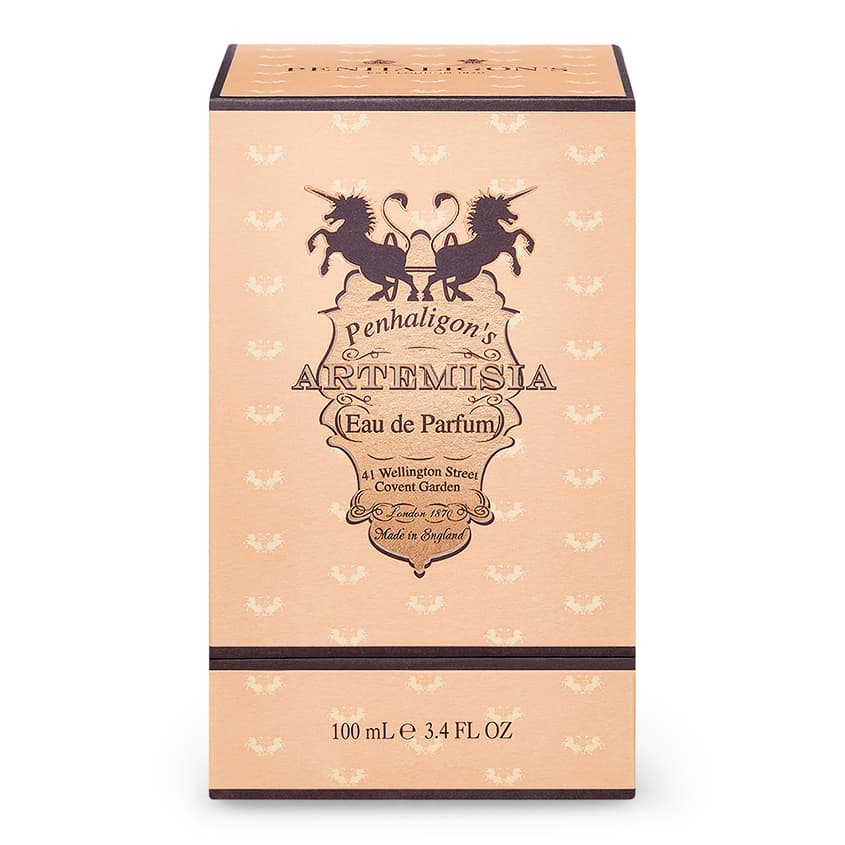 PENHALIGON'S
Penhaligon's
ARTEMISIA
Eau de Parfum
41 Wellington Street
Covent Garden
London 1870
Made in England
100 mL ℮ 3.4 FL OZ